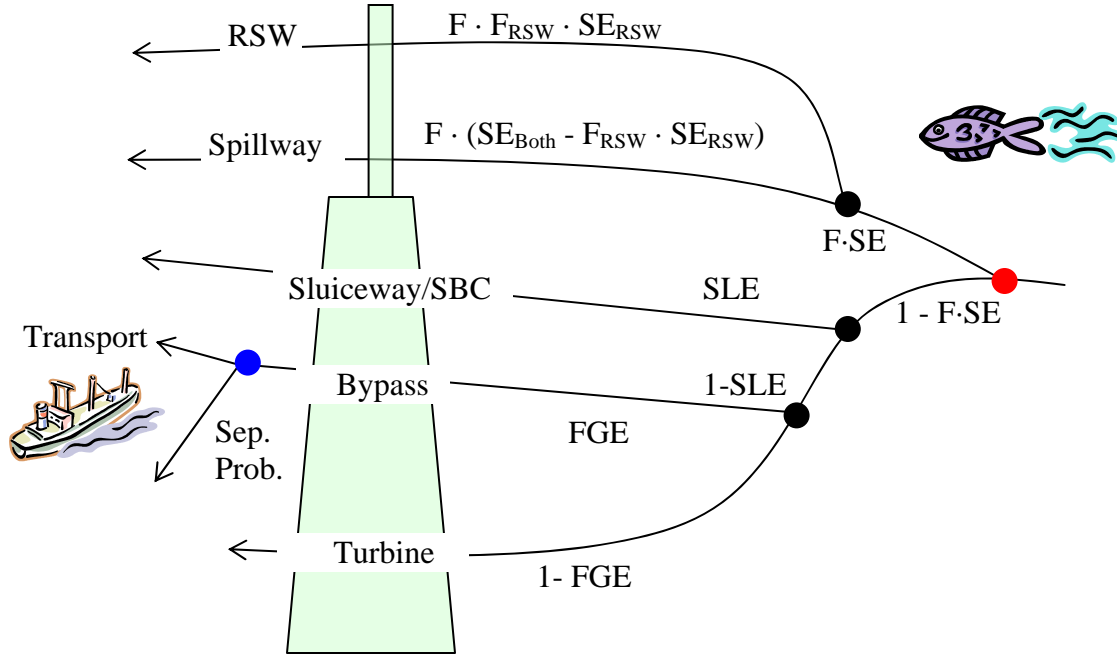 RSW
F · F_RSW · SE_RSW
Spillway
F · (SE_Both - F_RSW · SE_RSW)
F·SE
Sluiceway/SBC
SLE
1 - F·SE
Transport
Bypass
1-SLE
FGE
Sep.
Prob.
Turbine
1- FGE